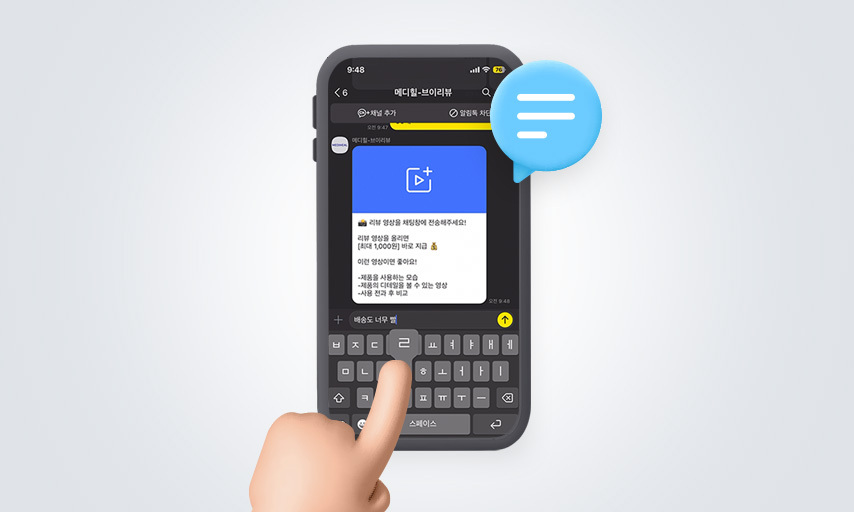 9:48
76
6
메디힐-브이리뷰
채널 추가
알림톡 차단
오전 9:47
MEDIHEAL
메디힐-브이리뷰
리뷰 영상을 채팅창에 전송해주세요!
리뷰 영상을 올리면
[최대 1,000원] 바로 지급
이런 영상이면 좋아요!
-제품을 사용하는 모습
-제품의 디테일을 볼 수 있는 영상
-사용 전과 후 비교
오전 9:48
배송도 너무 빨
ㅂ ㅈ ㄷ ㄹ ㅛ ㅕ ㅑ ㅐ ㅔ
ㅁ ㄴ ㅎ ㅗ ㅓ ㅏ ㅣ
ㅋ ㅍ ㅠ ㅜ ㅡ
스페이스